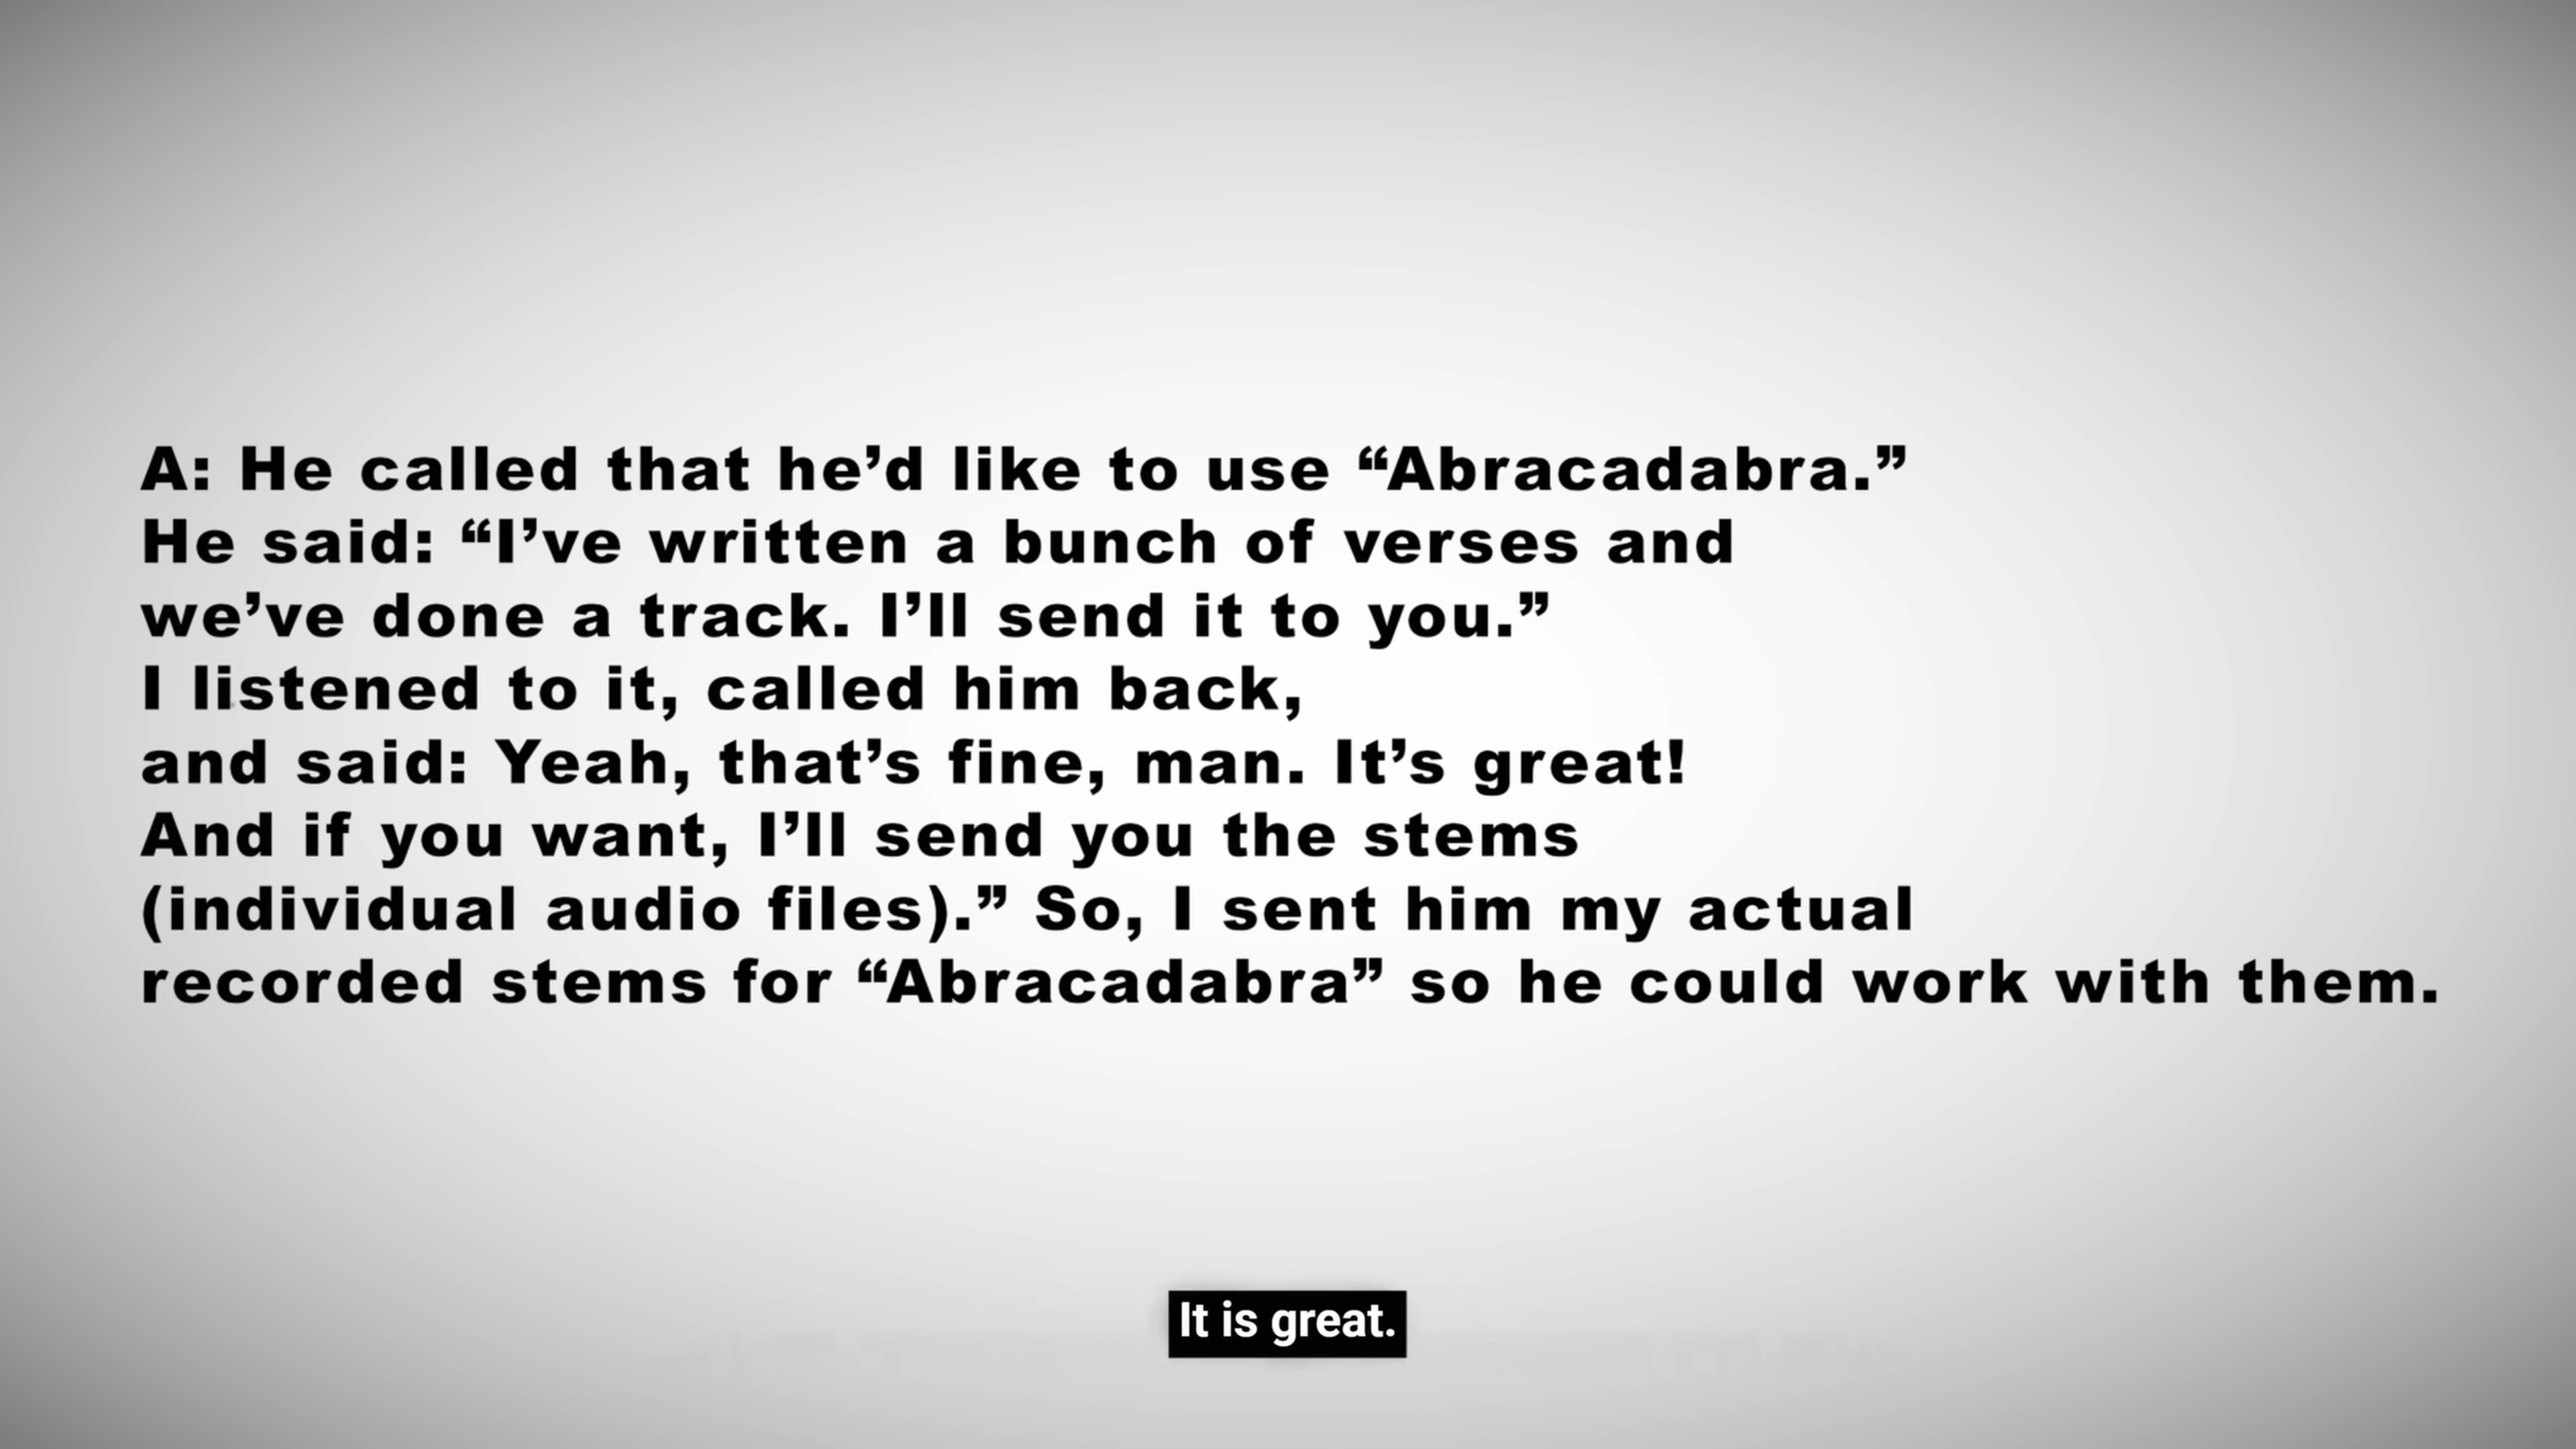 A: He called that he’d like to use “Abracadabra.”
He said: “I’ve written a bunch of verses and
we’ve done a track. I’ll send it to you.”
I listened to it, called him back,
and said: Yeah, that’s fine, man. It’s great!
And if you want, I’ll send you the stems
(individual audio files).” So, I sent him my actual
recorded stems for “Abracadabra” so he could work with them.
It is great.